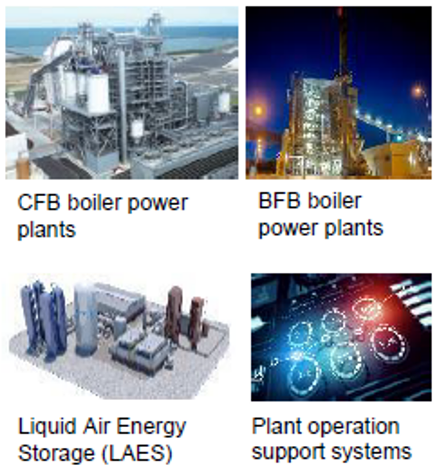 CFB boiler power
plants
BFB boiler
power plants
Liquid Air Energy
Storage (LAES)
Plant operation
support systems